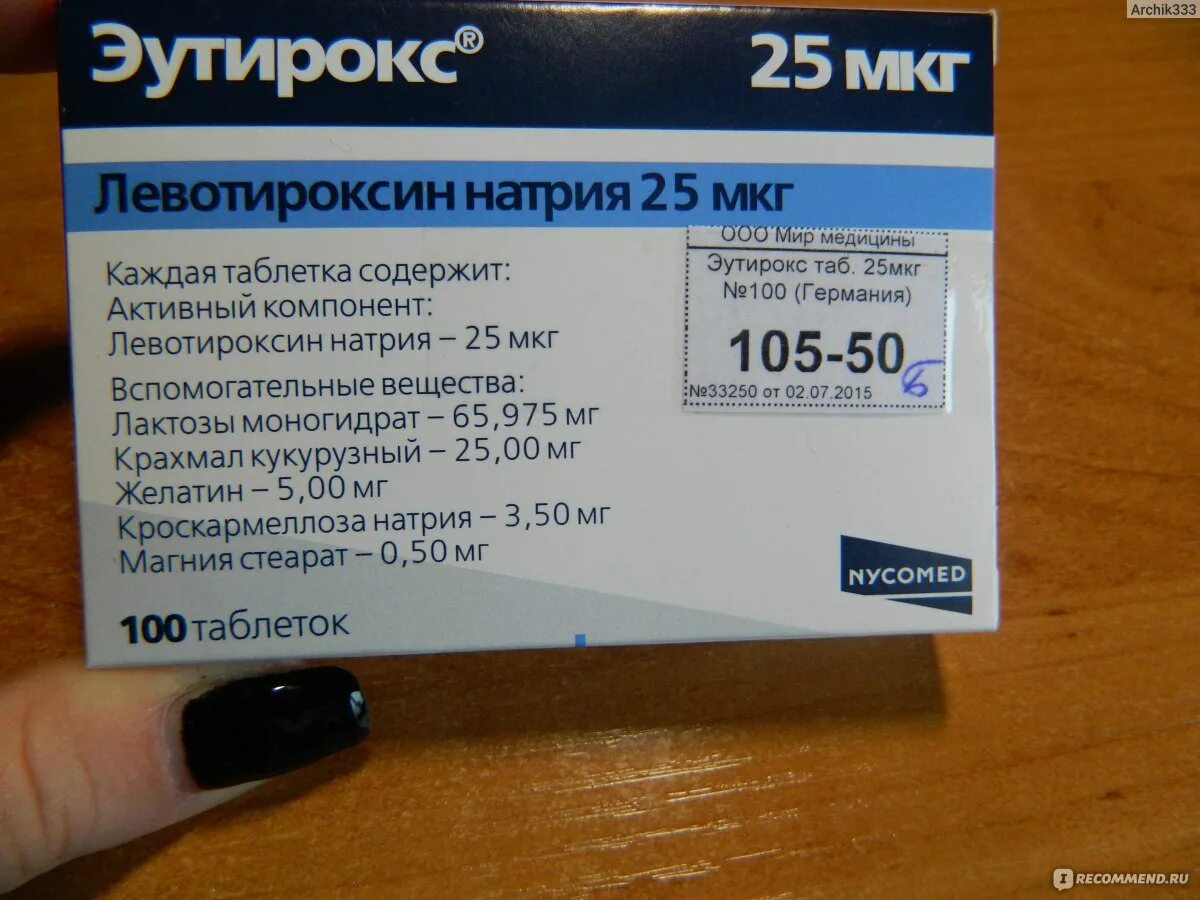 Archik333
Эутирокс® 25 мкг
Левотироксин натрия 25 мкг
ООО Мир медицины
Эутирокс таб. 25мкг
№100 (Германия)
105-50
№33250 от 02.07.2015
Каждая таблетка содержит:
Активный компонент:
Левотироксин натрия – 25 мкг
Вспомогательные вещества:
Лактозы моногидрат – 65,975 мг
Крахмал кукурузный – 25,00 мг
Желатин – 5,00 мг
Кроскармеллоза натрия – 3,50 мг
Магния стеарат – 0,50 мг
NYCOMED
100 таблеток
IRECOMMEND.RU